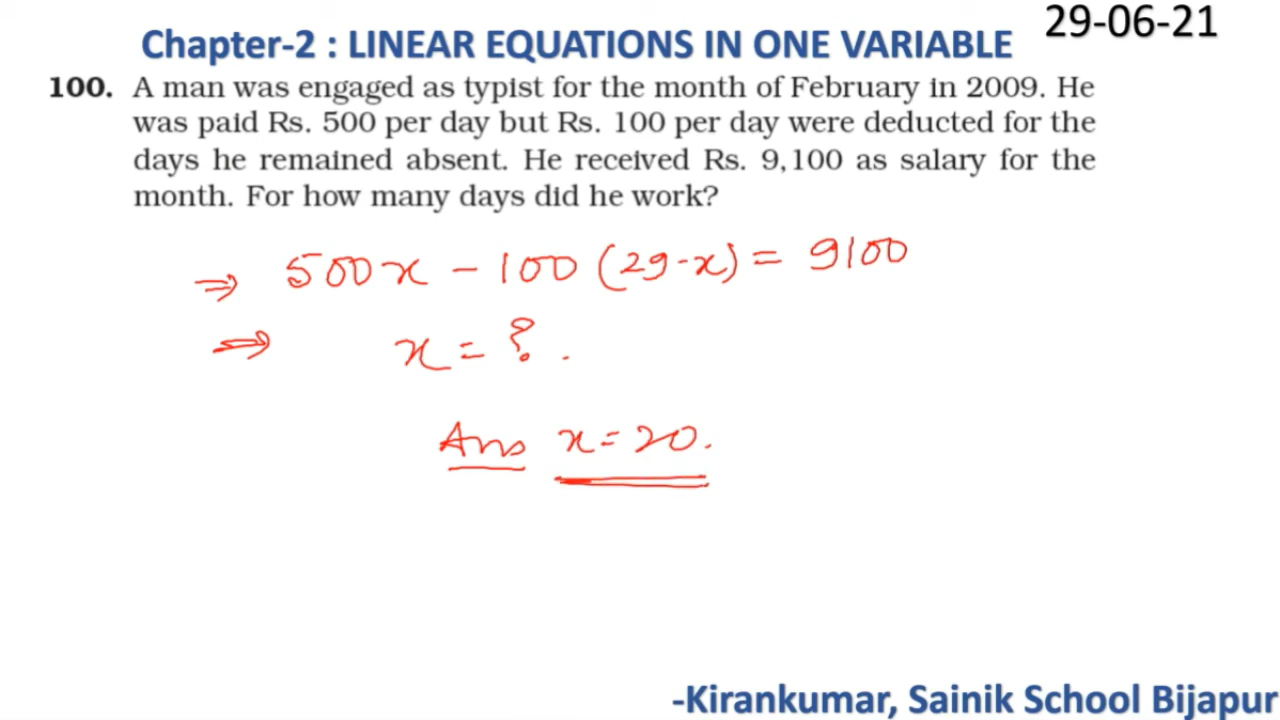 29-06-21
Chapter-2 : LINEAR EQUATIONS IN ONE VARIABLE
100. A man was engaged as typist for the month of February in 2009. He
was paid Rs. 500 per day but Rs. 100 per day were deducted for the
days he remained absent. He received Rs. 9,100 as salary for the
month. For how many days did he work?
⇒ 500x - 100 (29-x) = 9100
⇒ x = ? .
Ans x = 20.
-Kirankumar, Sainik School Bijapur